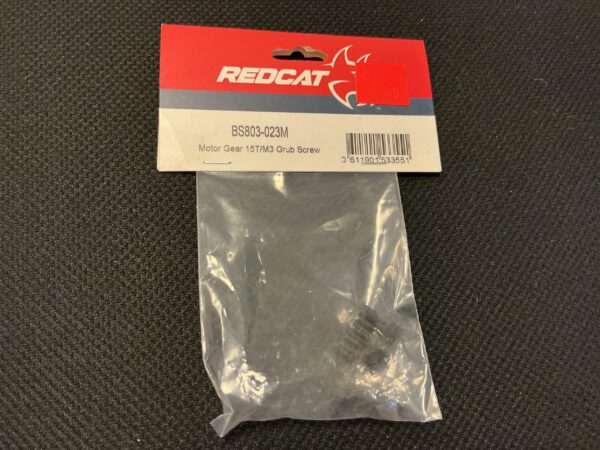 REDCAT
BS803-023M
Motor Gear 15T/M3 Grub Screw
0 611901 533551